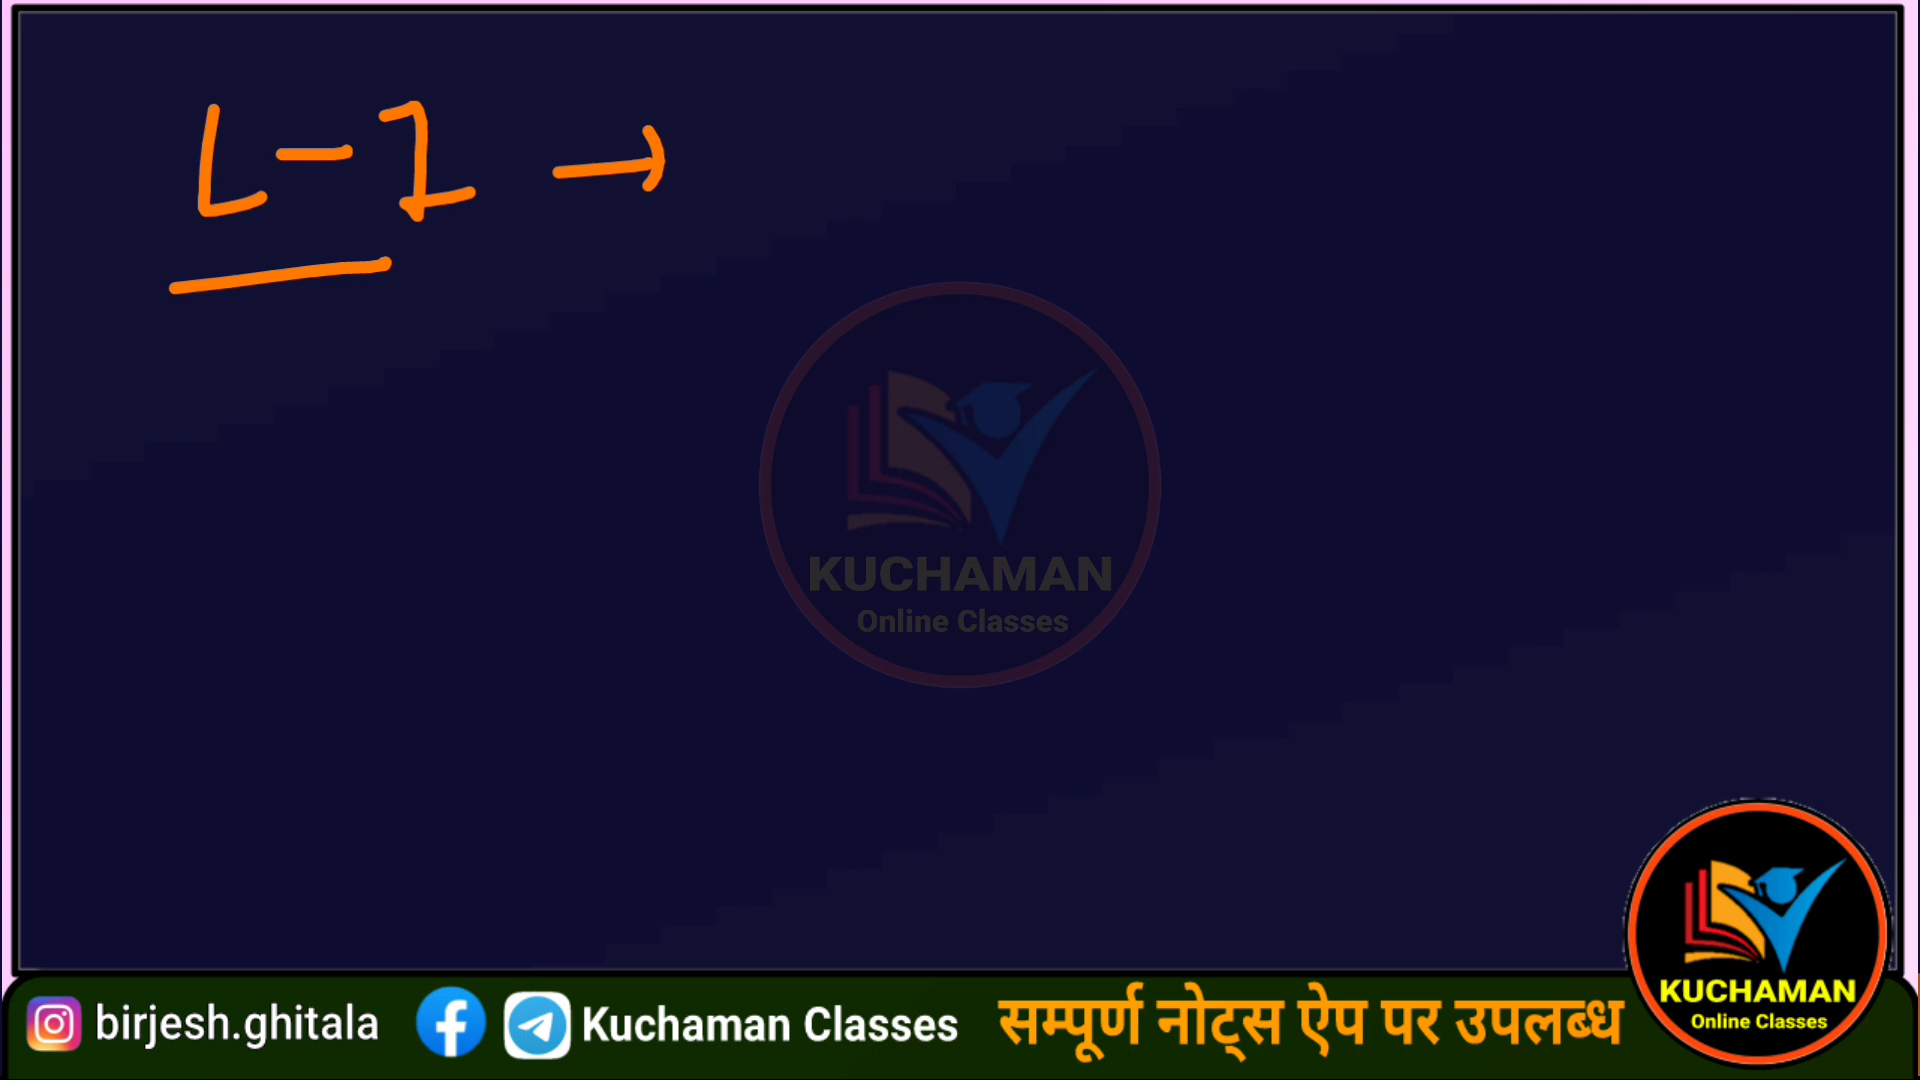 L-1 →
KUCHAMAN
Online Classes
birjesh.ghitala
Kuchaman Classes
सम्पूर्ण नोट्स ऐप पर उपलब्ध
KUCHAMAN
Online Classes